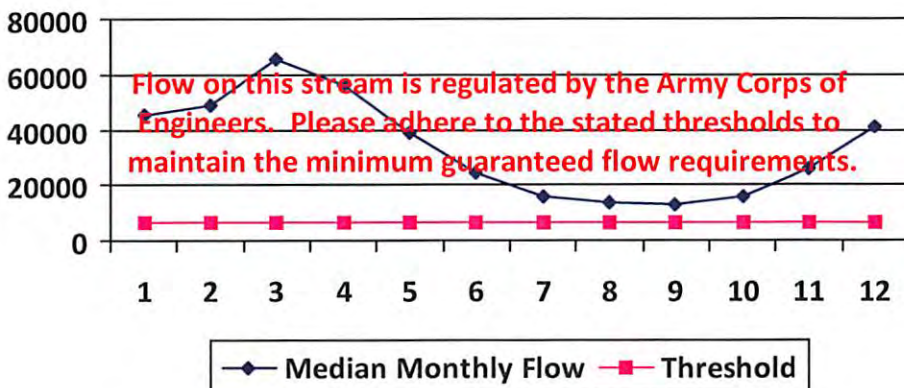 80000
60000
40000
20000
0
Flow on this stream is regulated by the Army Corps of
Engineers. Please adhere to the stated thresholds to
maintain the minimum guaranteed flow requirements.
1 2 3 4 5 6 7 8 9 10 11 12
Median Monthly Flow Threshold